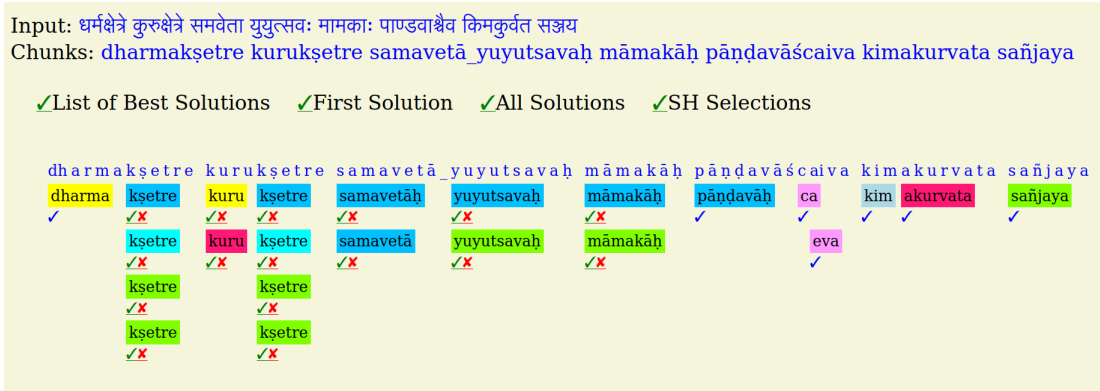 Input: धर्मक्षेत्रे कुरुक्षेत्रे समवेता युयुत्सवः मामकाः पाण्डवाश्चैव किमकुर्वत सञ्जय
Chunks: dharmakṣetre kurukṣetre samavetā_yuyutsavaḥ māmakāḥ pāṇḍavāścaiva kimakurvata sañjaya
✓List of Best Solutions ✓First Solution ✓All Solutions ✓SH Selections
dharmakṣetre kurukṣetre samavetā_yuyutsavaḥ māmakāḥ pāṇḍavāścaiva kimakurvata sañjaya
dharma kṣetre kuru kṣetre samavetāḥ yuyutsavaḥ māmakāḥ pāṇḍavāḥ ca kim akurvata sañjaya
✓ ✓✘ ✓✘ ✓✘ ✓✘ ✓✘ ✓✘ ✓ ✓ ✓ ✓ ✓
kṣetre kuru kṣetre samavetā yuyutsavaḥ māmakāḥ eva
✓✘ ✓✘ ✓✘ ✓✘ ✓✘ ✓✘ ✓
kṣetre kṣetre
✓✘ ✓✘
kṣetre kṣetre
✓✘ ✓✘